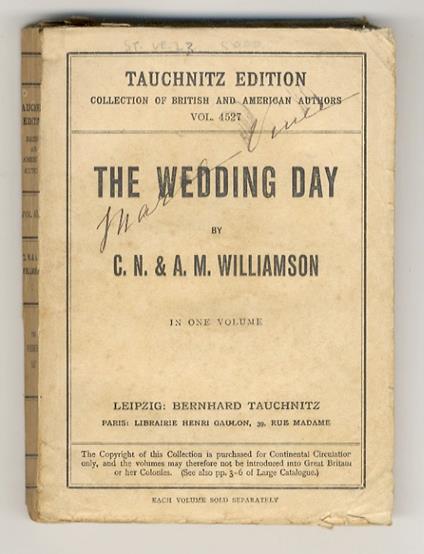 TAUCHNITZ EDITION
COLLECTION OF BRITISH AND AMERICAN AUTHORS
VOL. 4527
THE WEDDING DAY
BY
C. N. & A. M. WILLIAMSON
IN ONE VOLUME
LEIPZIG: BERNHARD TAUCHNITZ
PARIS: LIBRAIRIE HENRI GAULON, 39, RUE MADAME
The Copyright of this Collection is purchased for Continental Circulation
only, and the volumes may therefore not be introduced into Great Britain
or her Colonies. (See also pp. 3-6 of Large Catalogue.)
EACH VOLUME SOLD SEPARATELY